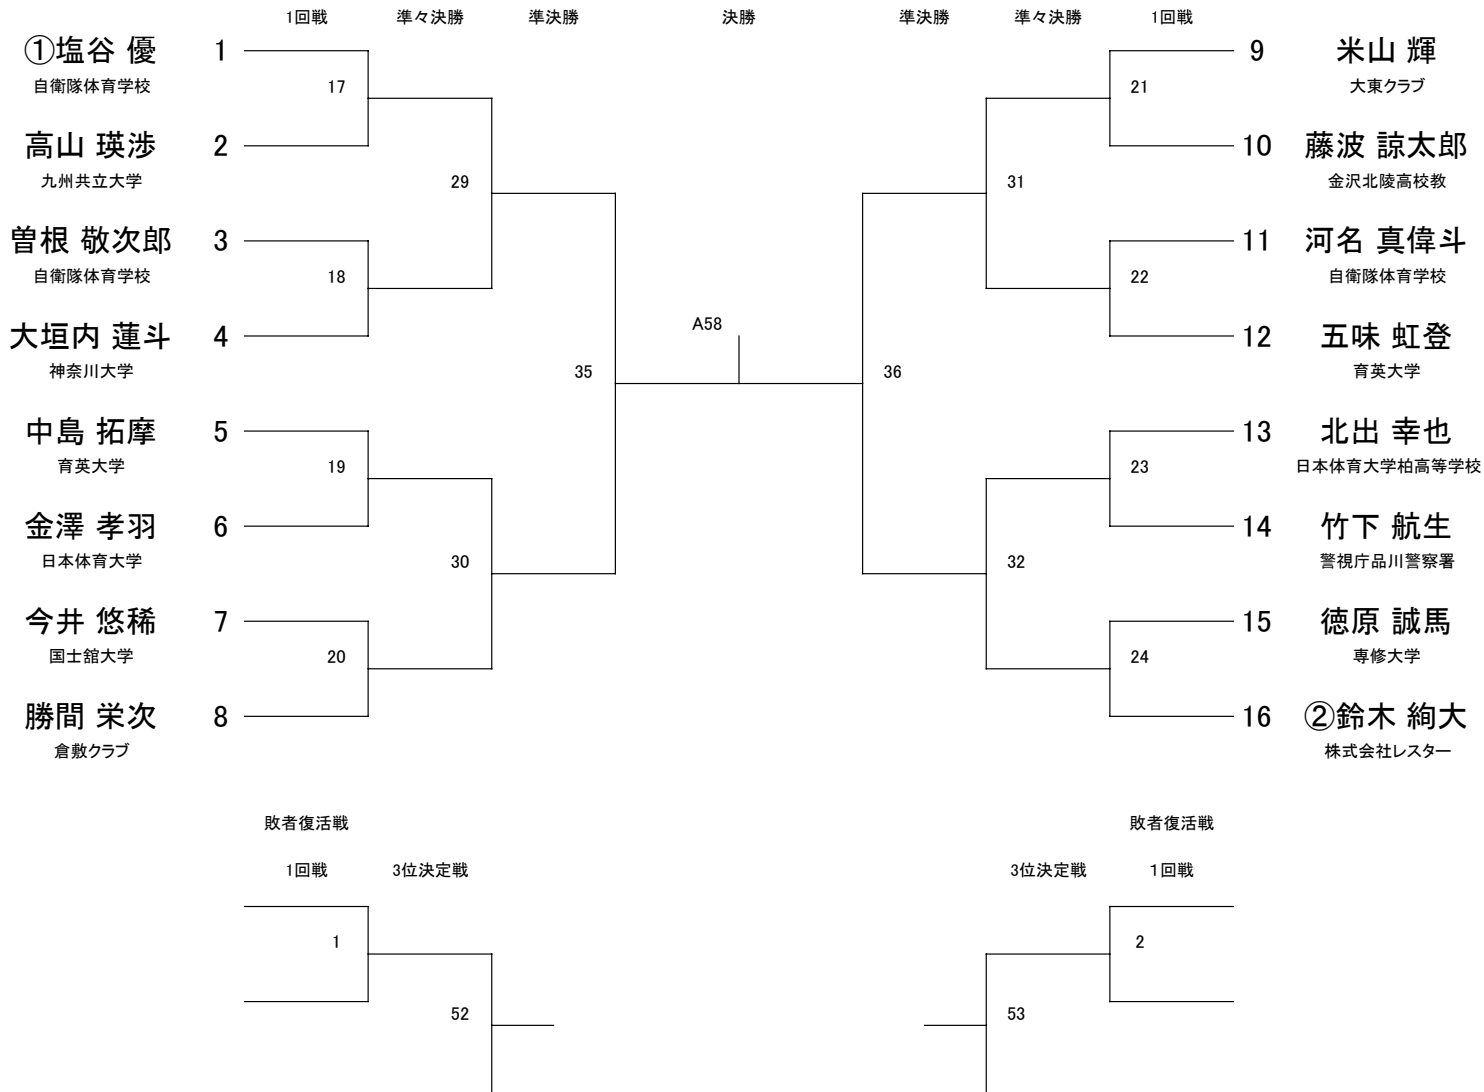 1回戦 準々決勝 準決勝 決勝 準決勝 準々決勝 1回戦
①塩谷 優 1
自衛隊体育学校
17
高山 瑛渉 2
九州共立大学
29
曽根 敬次郎 3
自衛隊体育学校
18
大垣内 蓮斗 4
神奈川大学
35
中島 拓摩 5
育英大学
19
金澤 孝羽 6
日本体育大学
30
今井 悠稀 7
国士舘大学
20
勝間 栄次 8
倉敷クラブ
A58
9 米山 輝
大東クラブ
21
10 藤波 諒太郎
金沢北陵高校教
31
11 河名 真偉斗
自衛隊体育学校
22
12 五味 虹登
育英大学
36
13 北出 幸也
日本体育大学柏高等学校
23
14 竹下 航生
警視庁品川警察署
32
15 徳原 誠馬
専修大学
24
16 ②鈴木 絢大
株式会社レスター
敗者復活戦 敗者復活戦
1回戦 3位決定戦 3位決定戦 1回戦
1 2
52 53